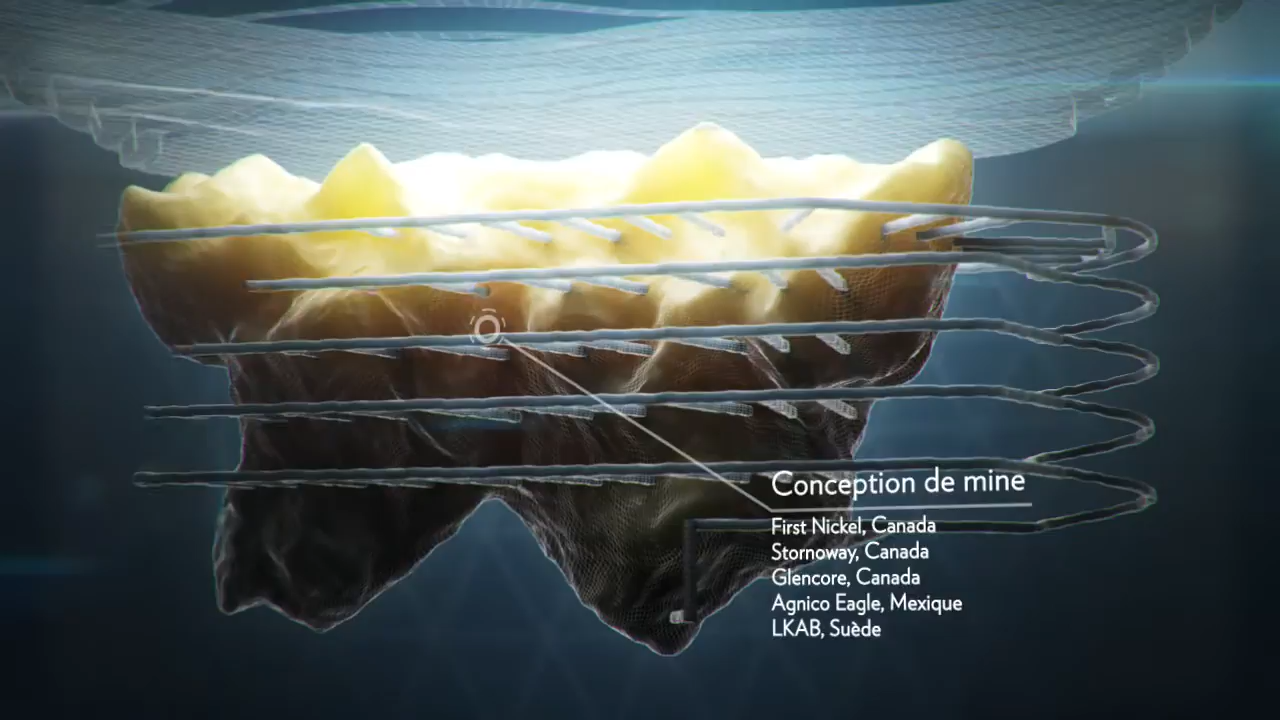 Conception de mine
First Nickel, Canada
Stornoway, Canada
Glencore, Canada
Agnico Eagle, Mexique
LKAB, Suède